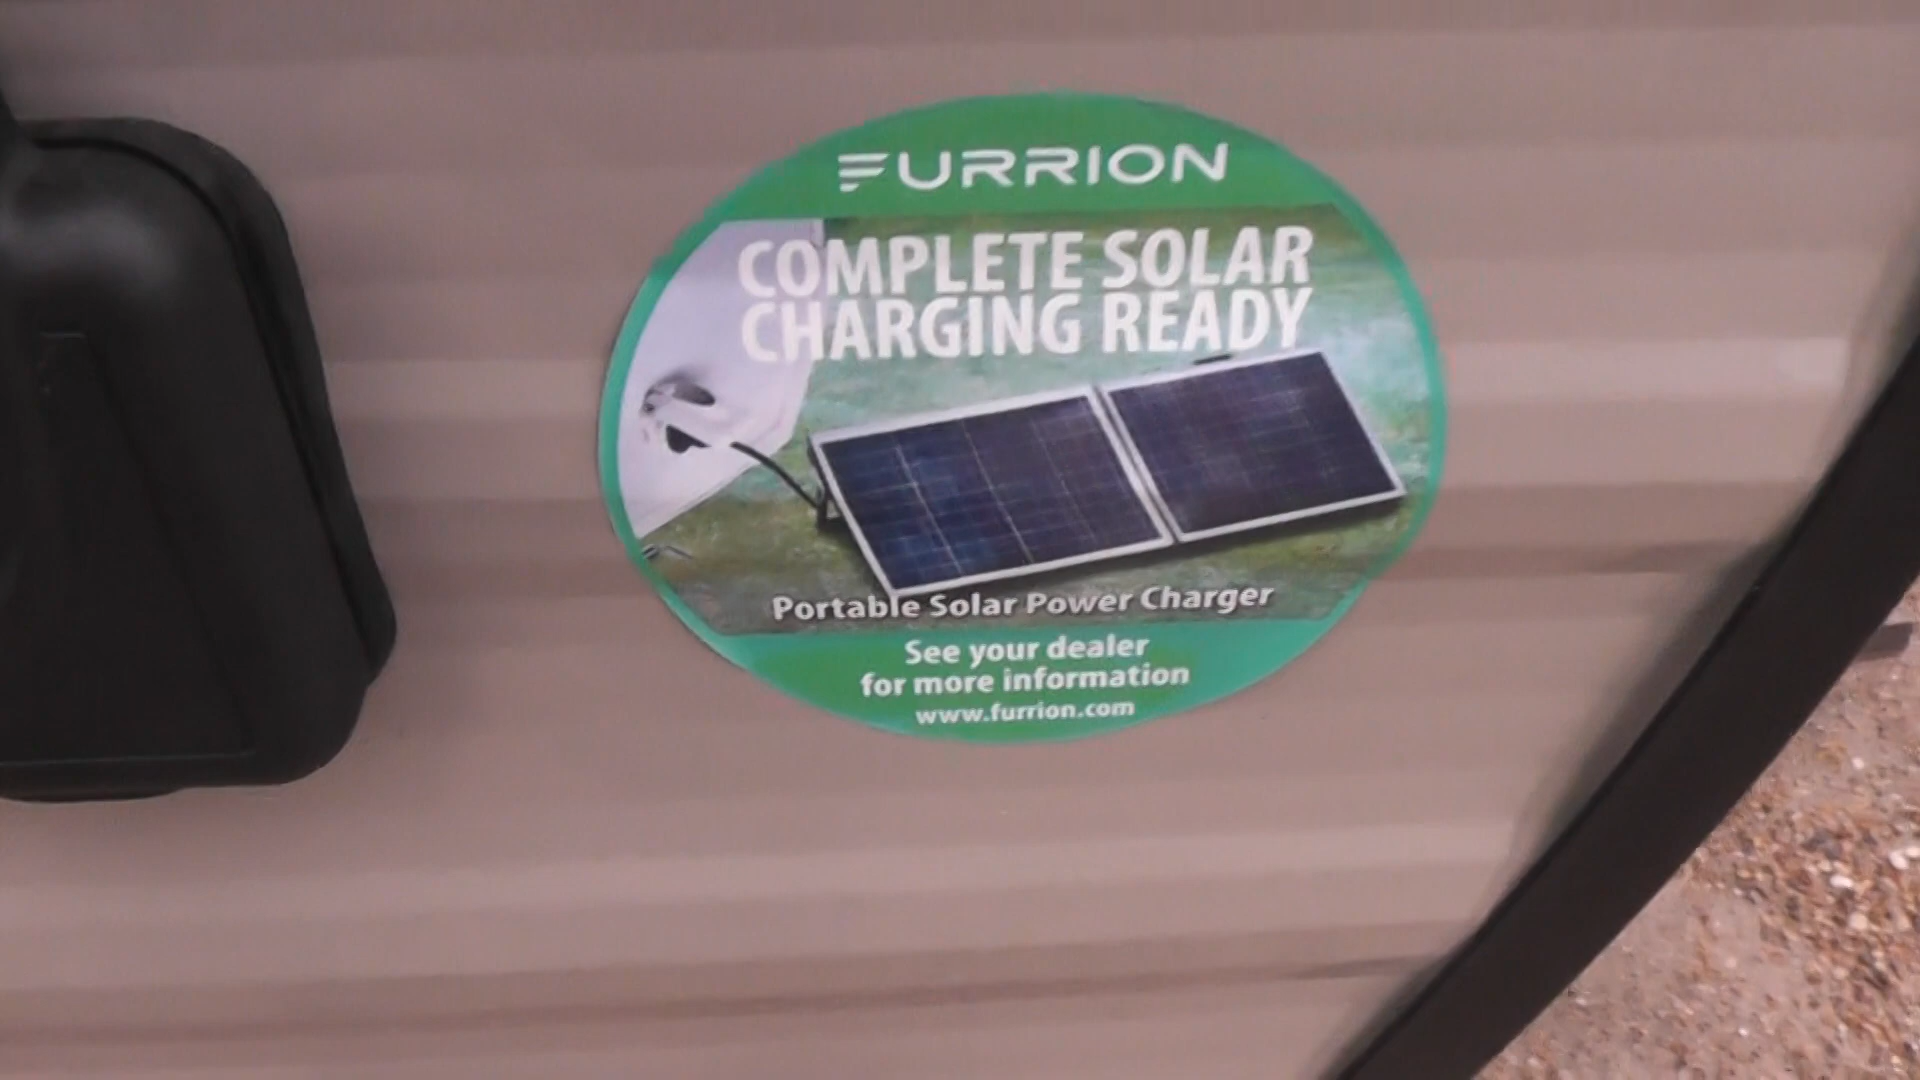 FURRION
COMPLETE SOLAR
CHARGING READY
Portable Solar Power Charger
See your dealer
for more information
www.furrion.com